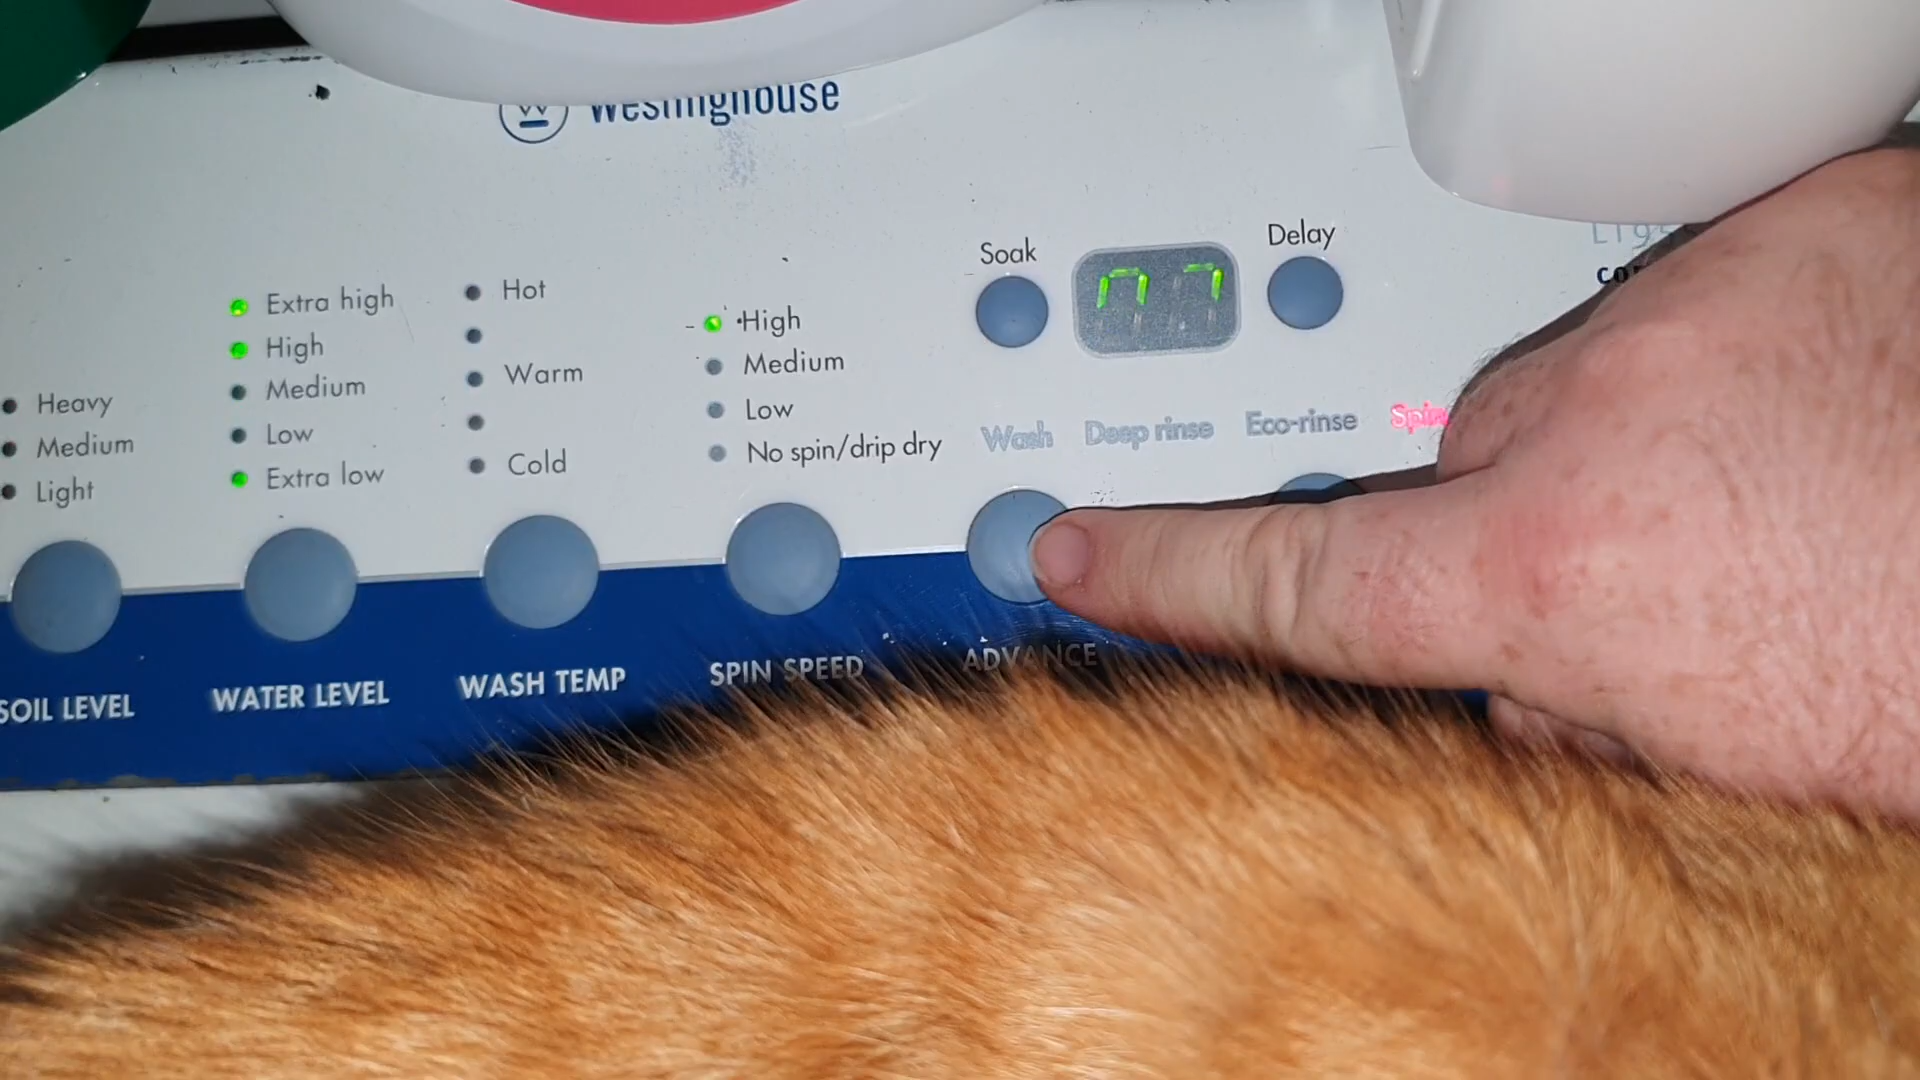 Westinghouse
Soak
Delay
Extra high
High
Medium
Low
Extra low
Hot
Warm
Cold
High
Medium
Low
No spin/drip dry
Heavy
Medium
Light
Wash
Deep rinse
Eco-rinse
Spin
SOIL LEVEL
WATER LEVEL
WASH TEMP
SPIN SPEED
ADVANCE